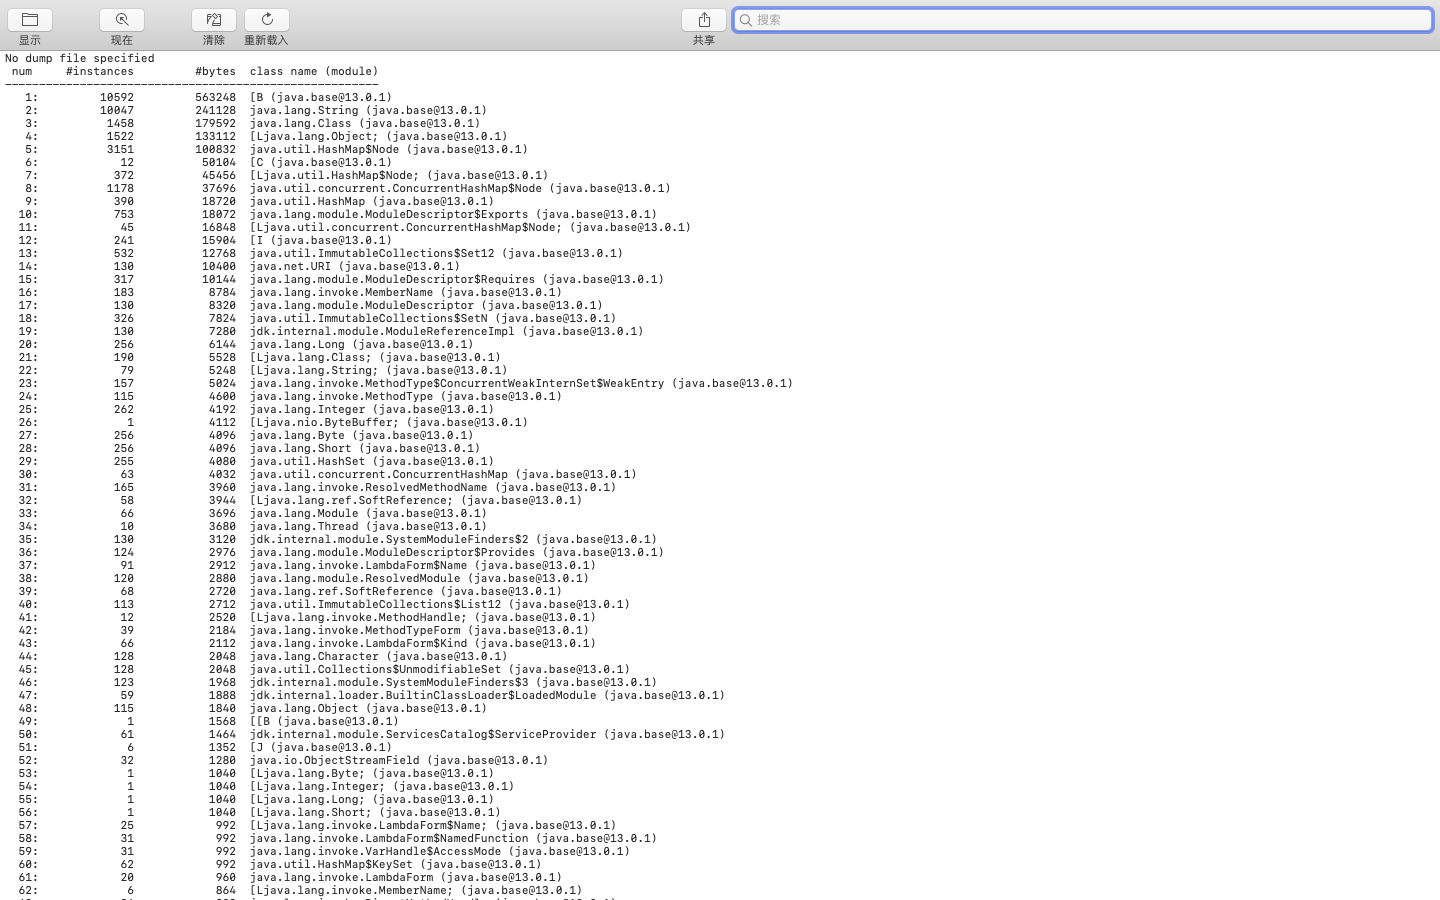 显示 现在 清除 重新载入 共享 搜索
No dump file specified
num #instances #bytes class name (module)
-------------------------------------------------------
1: 10592 563248 [B (java.base@13.0.1)
2: 10047 241128 java.lang.String (java.base@13.0.1)
3: 1458 179592 java.lang.Class (java.base@13.0.1)
4: 1522 133112 [Ljava.lang.Object; (java.base@13.0.1)
5: 3151 100832 java.util.HashMap$Node (java.base@13.0.1)
6: 12 50104 [C (java.base@13.0.1)
7: 372 45456 [Ljava.util.HashMap$Node; (java.base@13.0.1)
8: 1178 37696 java.util.concurrent.ConcurrentHashMap$Node (java.base@13.0.1)
9: 390 18720 java.util.HashMap (java.base@13.0.1)
10: 753 18072 java.lang.module.ModuleDescriptor$Exports (java.base@13.0.1)
11: 45 16848 [Ljava.util.concurrent.ConcurrentHashMap$Node; (java.base@13.0.1)
12: 241 15904 [I (java.base@13.0.1)
13: 532 12768 java.util.ImmutableCollections$Set12 (java.base@13.0.1)
14: 130 10400 java.net.URI (java.base@13.0.1)
15: 317 10144 java.lang.module.ModuleDescriptor$Requires (java.base@13.0.1)
16: 183 8784 java.lang.invoke.MemberName (java.base@13.0.1)
17: 130 8320 java.lang.module.ModuleDescriptor (java.base@13.0.1)
18: 326 7824 java.util.ImmutableCollections$SetN (java.base@13.0.1)
19: 130 7280 jdk.internal.module.ModuleReferenceImpl (java.base@13.0.1)
20: 256 6144 java.lang.Long (java.base@13.0.1)
21: 190 5528 [Ljava.lang.Class; (java.base@13.0.1)
22: 79 5248 [Ljava.lang.String; (java.base@13.0.1)
23: 157 5024 java.lang.invoke.MethodType$ConcurrentWeakInternSet$WeakEntry (java.base@13.0.1)
24: 115 4600 java.lang.invoke.MethodType (java.base@13.0.1)
25: 262 4192 java.lang.Integer (java.base@13.0.1)
26: 1 4112 [Ljava.nio.ByteBuffer; (java.base@13.0.1)
27: 256 4096 java.lang.Byte (java.base@13.0.1)
28: 256 4096 java.lang.Short (java.base@13.0.1)
29: 255 4080 java.util.HashSet (java.base@13.0.1)
30: 63 4032 java.util.concurrent.ConcurrentHashMap (java.base@13.0.1)
31: 165 3960 java.lang.invoke.ResolvedMethodName (java.base@13.0.1)
32: 58 3944 [Ljava.lang.ref.SoftReference; (java.base@13.0.1)
33: 66 3696 java.lang.Module (java.base@13.0.1)
34: 10 3680 java.lang.Thread (java.base@13.0.1)
35: 130 3120 jdk.internal.module.SystemModuleFinders$2 (java.base@13.0.1)
36: 124 2976 java.lang.module.ModuleDescriptor$Provides (java.base@13.0.1)
37: 91 2912 java.lang.invoke.LambdaForm$Name (java.base@13.0.1)
38: 120 2880 java.lang.module.ResolvedModule (java.base@13.0.1)
39: 68 2720 java.lang.ref.SoftReference (java.base@13.0.1)
40: 113 2712 java.util.ImmutableCollections$List12 (java.base@13.0.1)
41: 12 2520 [Ljava.lang.invoke.MethodHandle; (java.base@13.0.1)
42: 39 2184 java.lang.invoke.MethodTypeForm (java.base@13.0.1)
43: 66 2112 java.lang.invoke.LambdaForm$Kind (java.base@13.0.1)
44: 128 2048 java.lang.Character (java.base@13.0.1)
45: 128 2048 java.util.Collections$UnmodifiableSet (java.base@13.0.1)
46: 123 1968 jdk.internal.module.SystemModuleFinders$3 (java.base@13.0.1)
47: 59 1888 jdk.internal.loader.BuiltinClassLoader$LoadedModule (java.base@13.0.1)
48: 115 1840 java.lang.Object (java.base@13.0.1)
49: 1 1568 [[B (java.base@13.0.1)
50: 61 1464 jdk.internal.module.ServicesCatalog$ServiceProvider (java.base@13.0.1)
51: 6 1352 [J (java.base@13.0.1)
52: 32 1280 java.io.ObjectStreamField (java.base@13.0.1)
53: 1 1040 [Ljava.lang.Byte; (java.base@13.0.1)
54: 1 1040 [Ljava.lang.Integer; (java.base@13.0.1)
55: 1 1040 [Ljava.lang.Long; (java.base@13.0.1)
56: 1 1040 [Ljava.lang.Short; (java.base@13.0.1)
57: 25 992 [Ljava.lang.invoke.LambdaForm$Name; (java.base@13.0.1)
58: 31 992 java.lang.invoke.LambdaForm$NamedFunction (java.base@13.0.1)
59: 31 992 java.lang.invoke.VarHandle$AccessMode (java.base@13.0.1)
60: 62 992 java.util.HashMap$KeySet (java.base@13.0.1)
61: 20 960 java.lang.invoke.LambdaForm (java.base@13.0.1)
62: 6 864 [Ljava.lang.invoke.MemberName; (java.base@13.0.1)